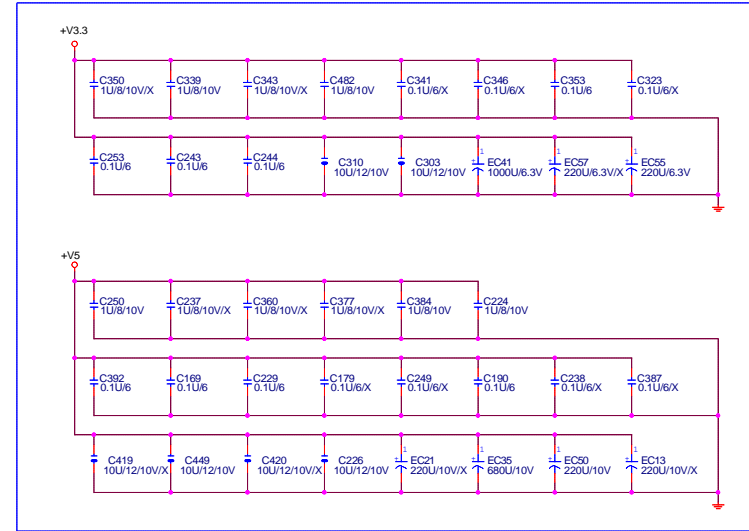 +V3.3
C350 C339 C343 C482 C341 C346 C353 C323
1U/8/10V/X 1U/8/10V 1U/8/10V/X 1U/8/10V 0.1U/6/X 0.1U/6/X 0.1U/6 0.1U/6/X
1 1 1
C253 C243 C244 C310 C303 EC41 EC57 EC55
0.1U/6 0.1U/6 0.1U/6 10U/12/10V 10U/12/10V 1000U/6.3V 220U/6.3V/X 220U/6.3V
+V5
C250 C237 C360 C377 C384 C224
1U/8/10V 1U/8/10V/X 1U/8/10V/X 1U/8/10V/X 1U/8/10V 1U/8/10V
C392 C169 C229 C179 C249 C190 C238 C387
0.1U/6 0.1U/6 0.1U/6 0.1U/6/X 0.1U/6/X 0.1U/6 0.1U/6/X 0.1U/6/X
1 1 1 1
C419 C449 C420 C226 EC21 EC35 EC50 EC13
10U/12/10V/X 10U/12/10V 10U/12/10V/X 10U/12/10V 220U/10V/X 680U/10V 220U/10V 220U/10V/X